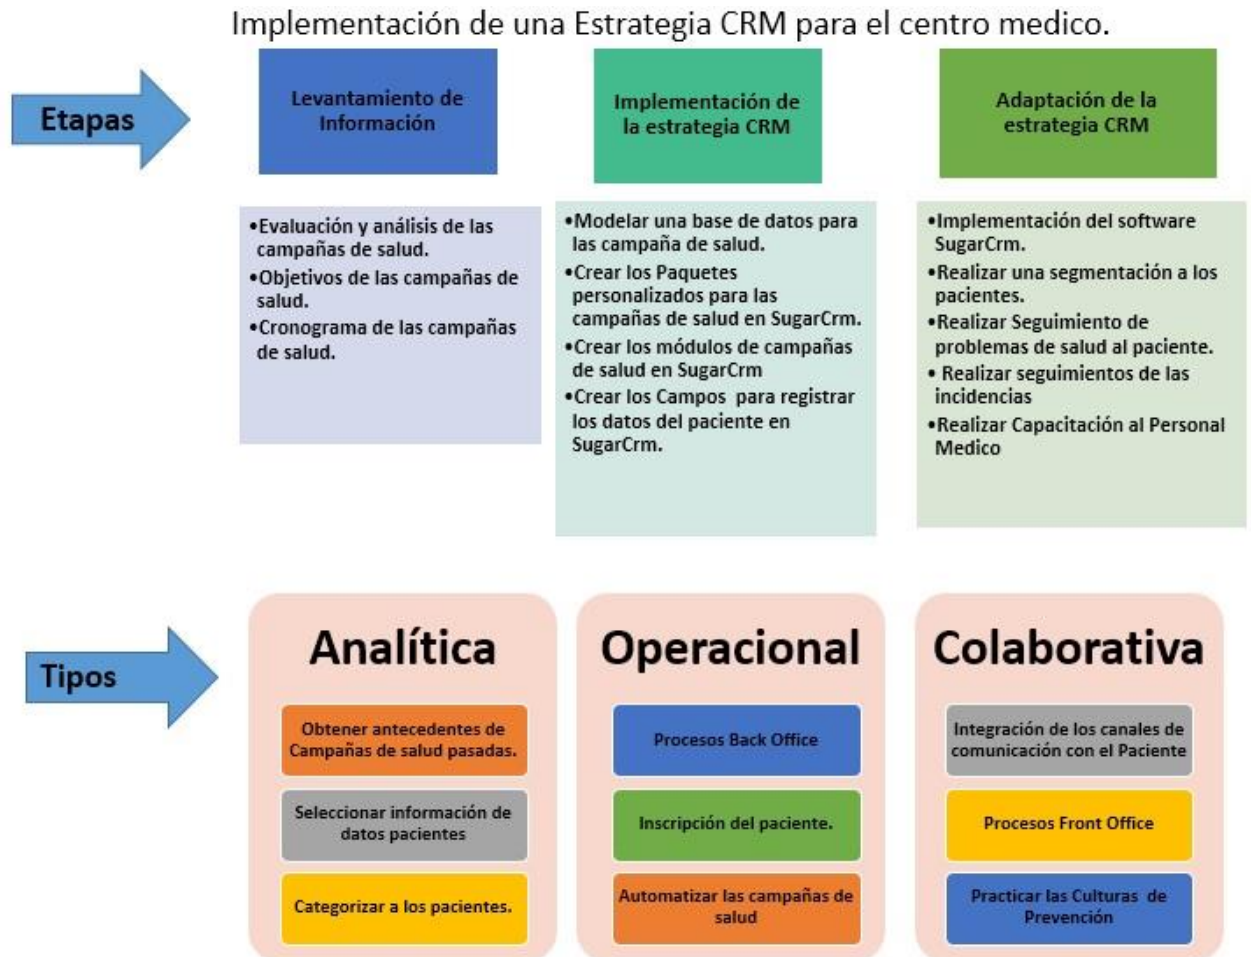 Implementación de una Estrategia CRM para el centro medico.
Etapas
Levantamiento de
Información
Implementación de
la estrategia CRM
Adaptación de la
estrategia CRM
•Evaluación y análisis de las
campañas de salud.
•Objetivos de las campañas de
salud.
•Cronograma de las campañas
de salud.
•Modelar una base de datos para
las campaña de salud.
•Crear los Paquetes
personalizados para las
campañas de salud en SugarCrm.
•Crear los módulos de campañas
de salud en SugarCrm
•Crear los Campos para registrar
los datos del paciente en
SugarCrm.
•Implementación del software
SugarCrm.
•Realizar una segmentación a los
pacientes.
•Realizar Seguimiento de
problemas de salud al paciente.
• Realizar seguimientos de las
incidencias
•Realizar Capacitación al Personal
Medico
Tipos
Analítica
Obtener antecedentes de
Campañas de salud pasadas.
Seleccionar información de
datos pacientes
Categorizar a los pacientes.
Operacional
Procesos Back Office
Inscripción del paciente.
Automatizar las campañas de
salud
Colaborativa
Integración de los canales de
comunicación con el Paciente
Procesos Front Office
Practicar las Culturas de
Prevención